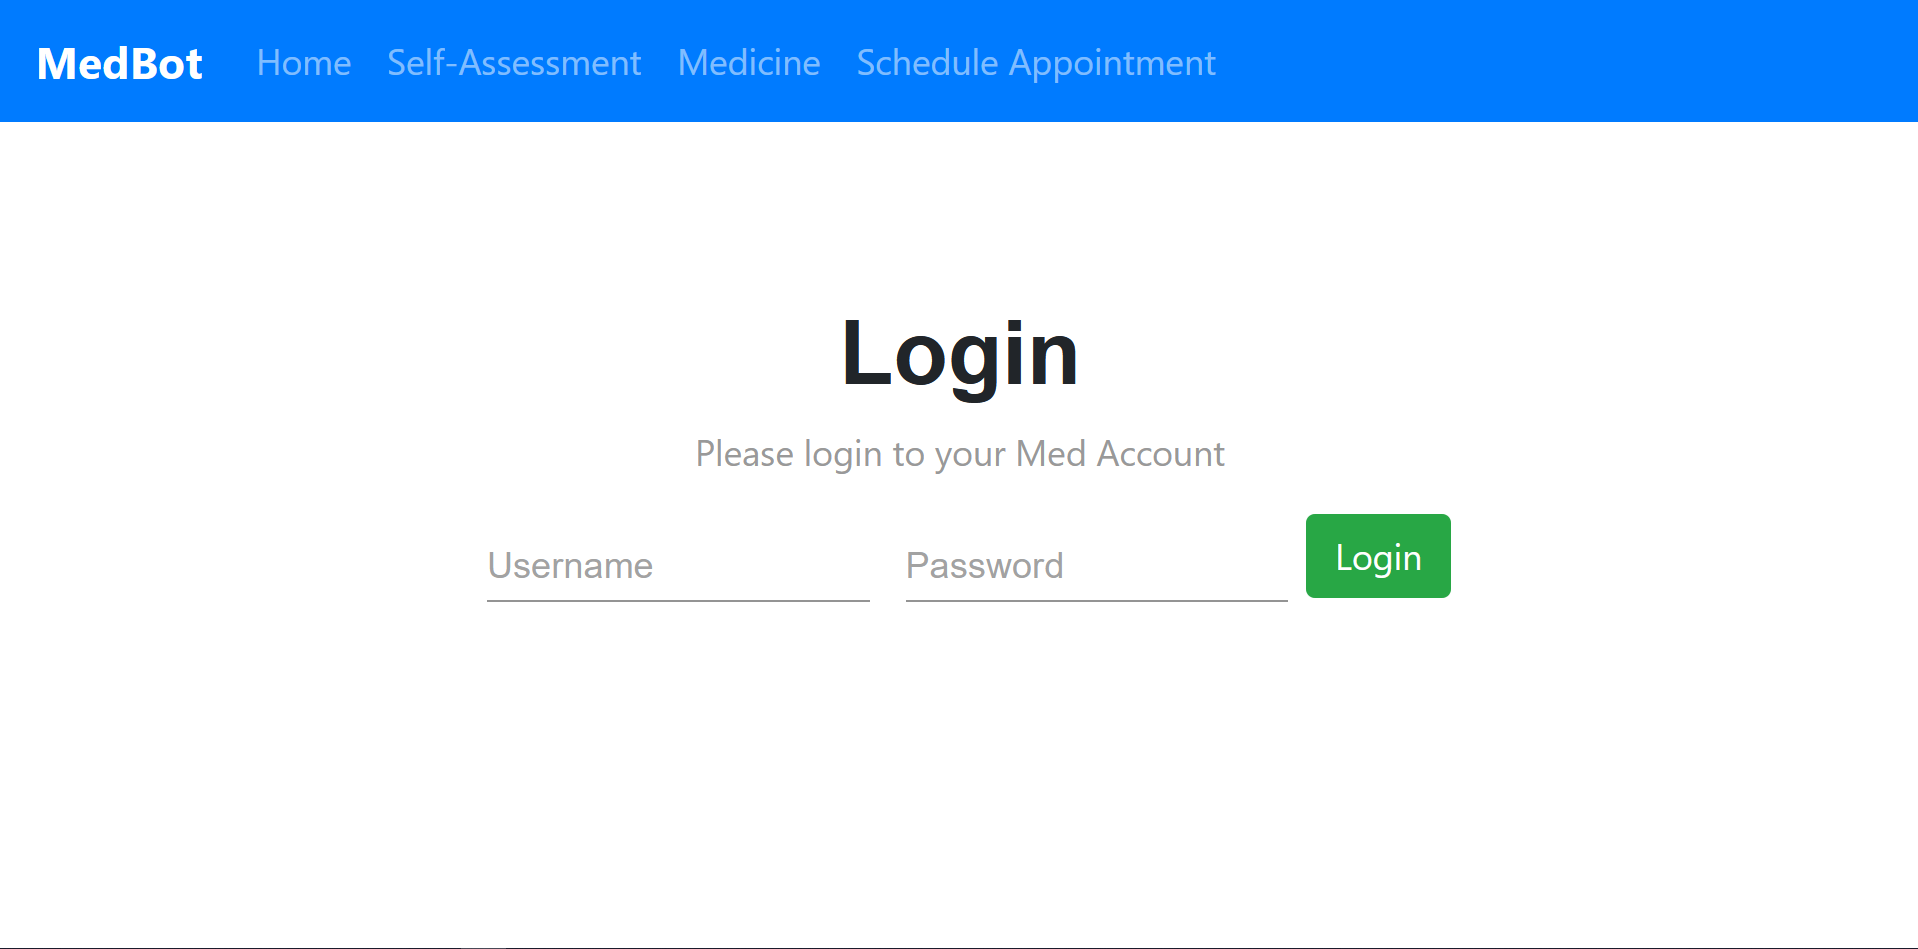 MedBot Home Self-Assessment Medicine Schedule Appointment
Login
Please login to your Med Account
Username Password Login